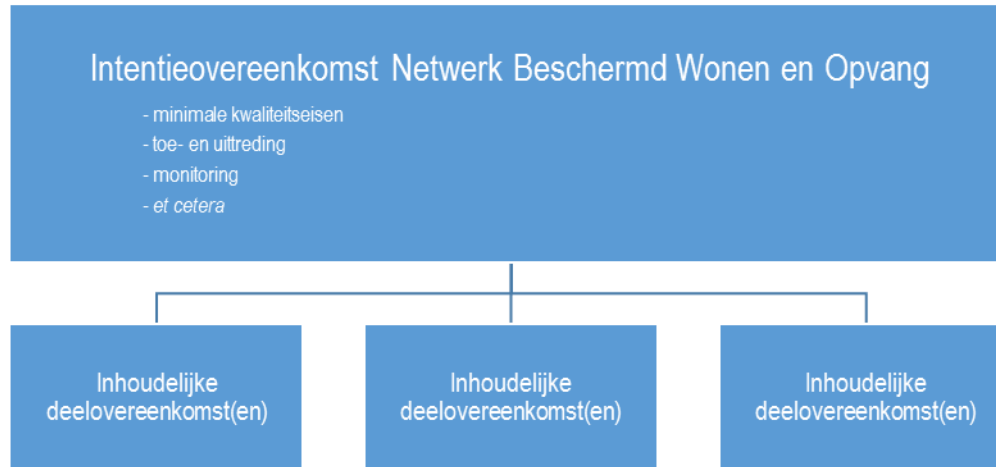 Intentieovereenkomst Netwerk Beschermd Wonen en Opvang
- minimale kwaliteitseisen
- toe- en uittreding
- monitoring
- et cetera
Inhoudelijke
deelovereenkomst(en)
Inhoudelijke
deelovereenkomst(en)
Inhoudelijke
deelovereenkomst(en)